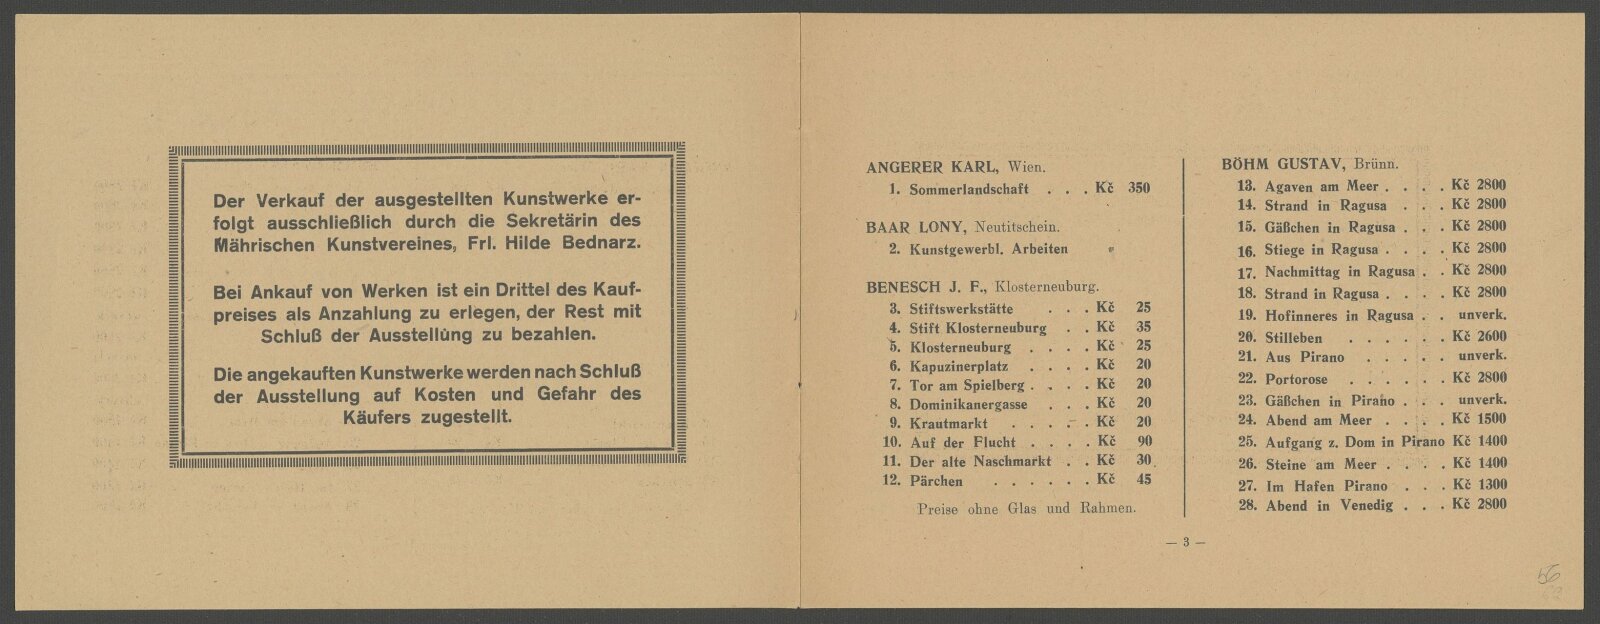 Der Verkauf der ausgestellten Kunstwerke er-
folgt ausschließlich durch die Sekretärin des
Mährischen Kunstvereines, Frl. Hilde Bednarz.
Bei Ankauf von Werken ist ein Drittel des Kauf-
preises als Anzahlung zu erlegen, der Rest mit
Schluß der Ausstellung zu bezahlen.
Die angekauften Kunstwerke werden nach Schluß
der Ausstellung auf Kosten und Gefahr des
Käufers zugestellt.
ANGERER KARL, Wien.
1. Sommerlandschaft . . . Kč 350
BAAR LONY, Neutitschein.
2. Kunstgewerbl. Arbeiten
BENESCH J. F., Klosterneuburg.
3. Stiftswerkstätte . . . Kč 25
4. Stift Klosterneuburg . . Kč 35
5. Klosterneuburg . . . . Kč 25
6. Kapuzinerplatz . . . . Kč 20
7. Tor am Spielberg . . . . Kč 20
8. Dominikanergasse . . . Kč 20
9. Krautmarkt . . . . . Kč 20
10. Auf der Flucht . . . . Kč 90
11. Der alte Naschmarkt . . Kč 30
12. Pärchen . . . . . . Kč 45
Preise ohne Glas und Rahmen.
BÖHM GUSTAV, Brünn.
13. Agaven am Meer . . . . Kč 2800
14. Strand in Ragusa . . . Kč 2800
15. Gäßchen in Ragusa . . . Kč 2800
16. Stiege in Ragusa . . . . Kč 2800
17. Nachmittag in Ragusa . . Kč 2800
18. Strand in Ragusa . . . . Kč 2800
19. Hofinneres in Ragusa . . unverk.
20. Stilleben . . . . . . Kč 2600
21. Aus Pirano . . . . . unverk.
22. Portorose . . . . . . Kč 2800
23. Gäßchen in Pirano . . . unverk.
24. Abend am Meer . . . . Kč 1500
25. Aufgang z. Dom in Pirano Kč 1400
26. Steine am Meer . . . . Kč 1400
27. Im Hafen Pirano . . . Kč 1300
28. Abend in Venedig . . . Kč 2800
— 3 —
56